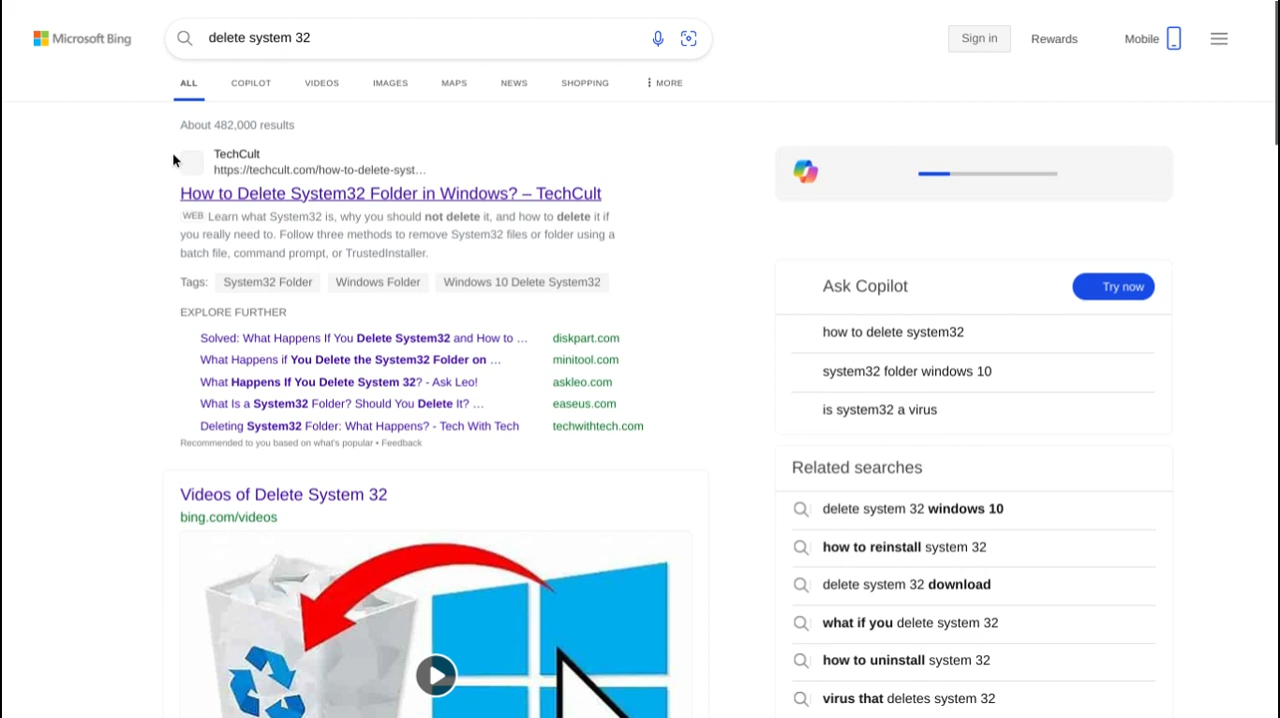 Microsoft Bing
delete system 32
Sign in
Rewards
Mobile
ALL
COPILOT
VIDEOS
IMAGES
MAPS
NEWS
SHOPPING
MORE
About 482,000 results
TechCult
https://techcult.com/how-to-delete-syst...
How to Delete System32 Folder in Windows? – TechCult
WEB Learn what System32 is, why you should not delete it, and how to delete it if
you really need to. Follow three methods to remove System32 files or folder using a
batch file, command prompt, or TrustedInstaller.
Tags: System32 Folder Windows Folder Windows 10 Delete System32
EXPLORE FURTHER
Solved: What Happens If You Delete System32 and How to ... diskpart.com
What Happens if You Delete the System32 Folder on ... minitool.com
What Happens If You Delete System 32? - Ask Leo! askleo.com
What Is a System32 Folder? Should You Delete It? ... easeus.com
Deleting System32 Folder: What Happens? - Tech With Tech techwithtech.com
Recommended to you based on what's popular • Feedback
Videos of Delete System 32
bing.com/videos
Ask Copilot
Try now
how to delete system32
system32 folder windows 10
is system32 a virus
Related searches
delete system 32 windows 10
how to reinstall system 32
delete system 32 download
what if you delete system 32
how to uninstall system 32
virus that deletes system 32